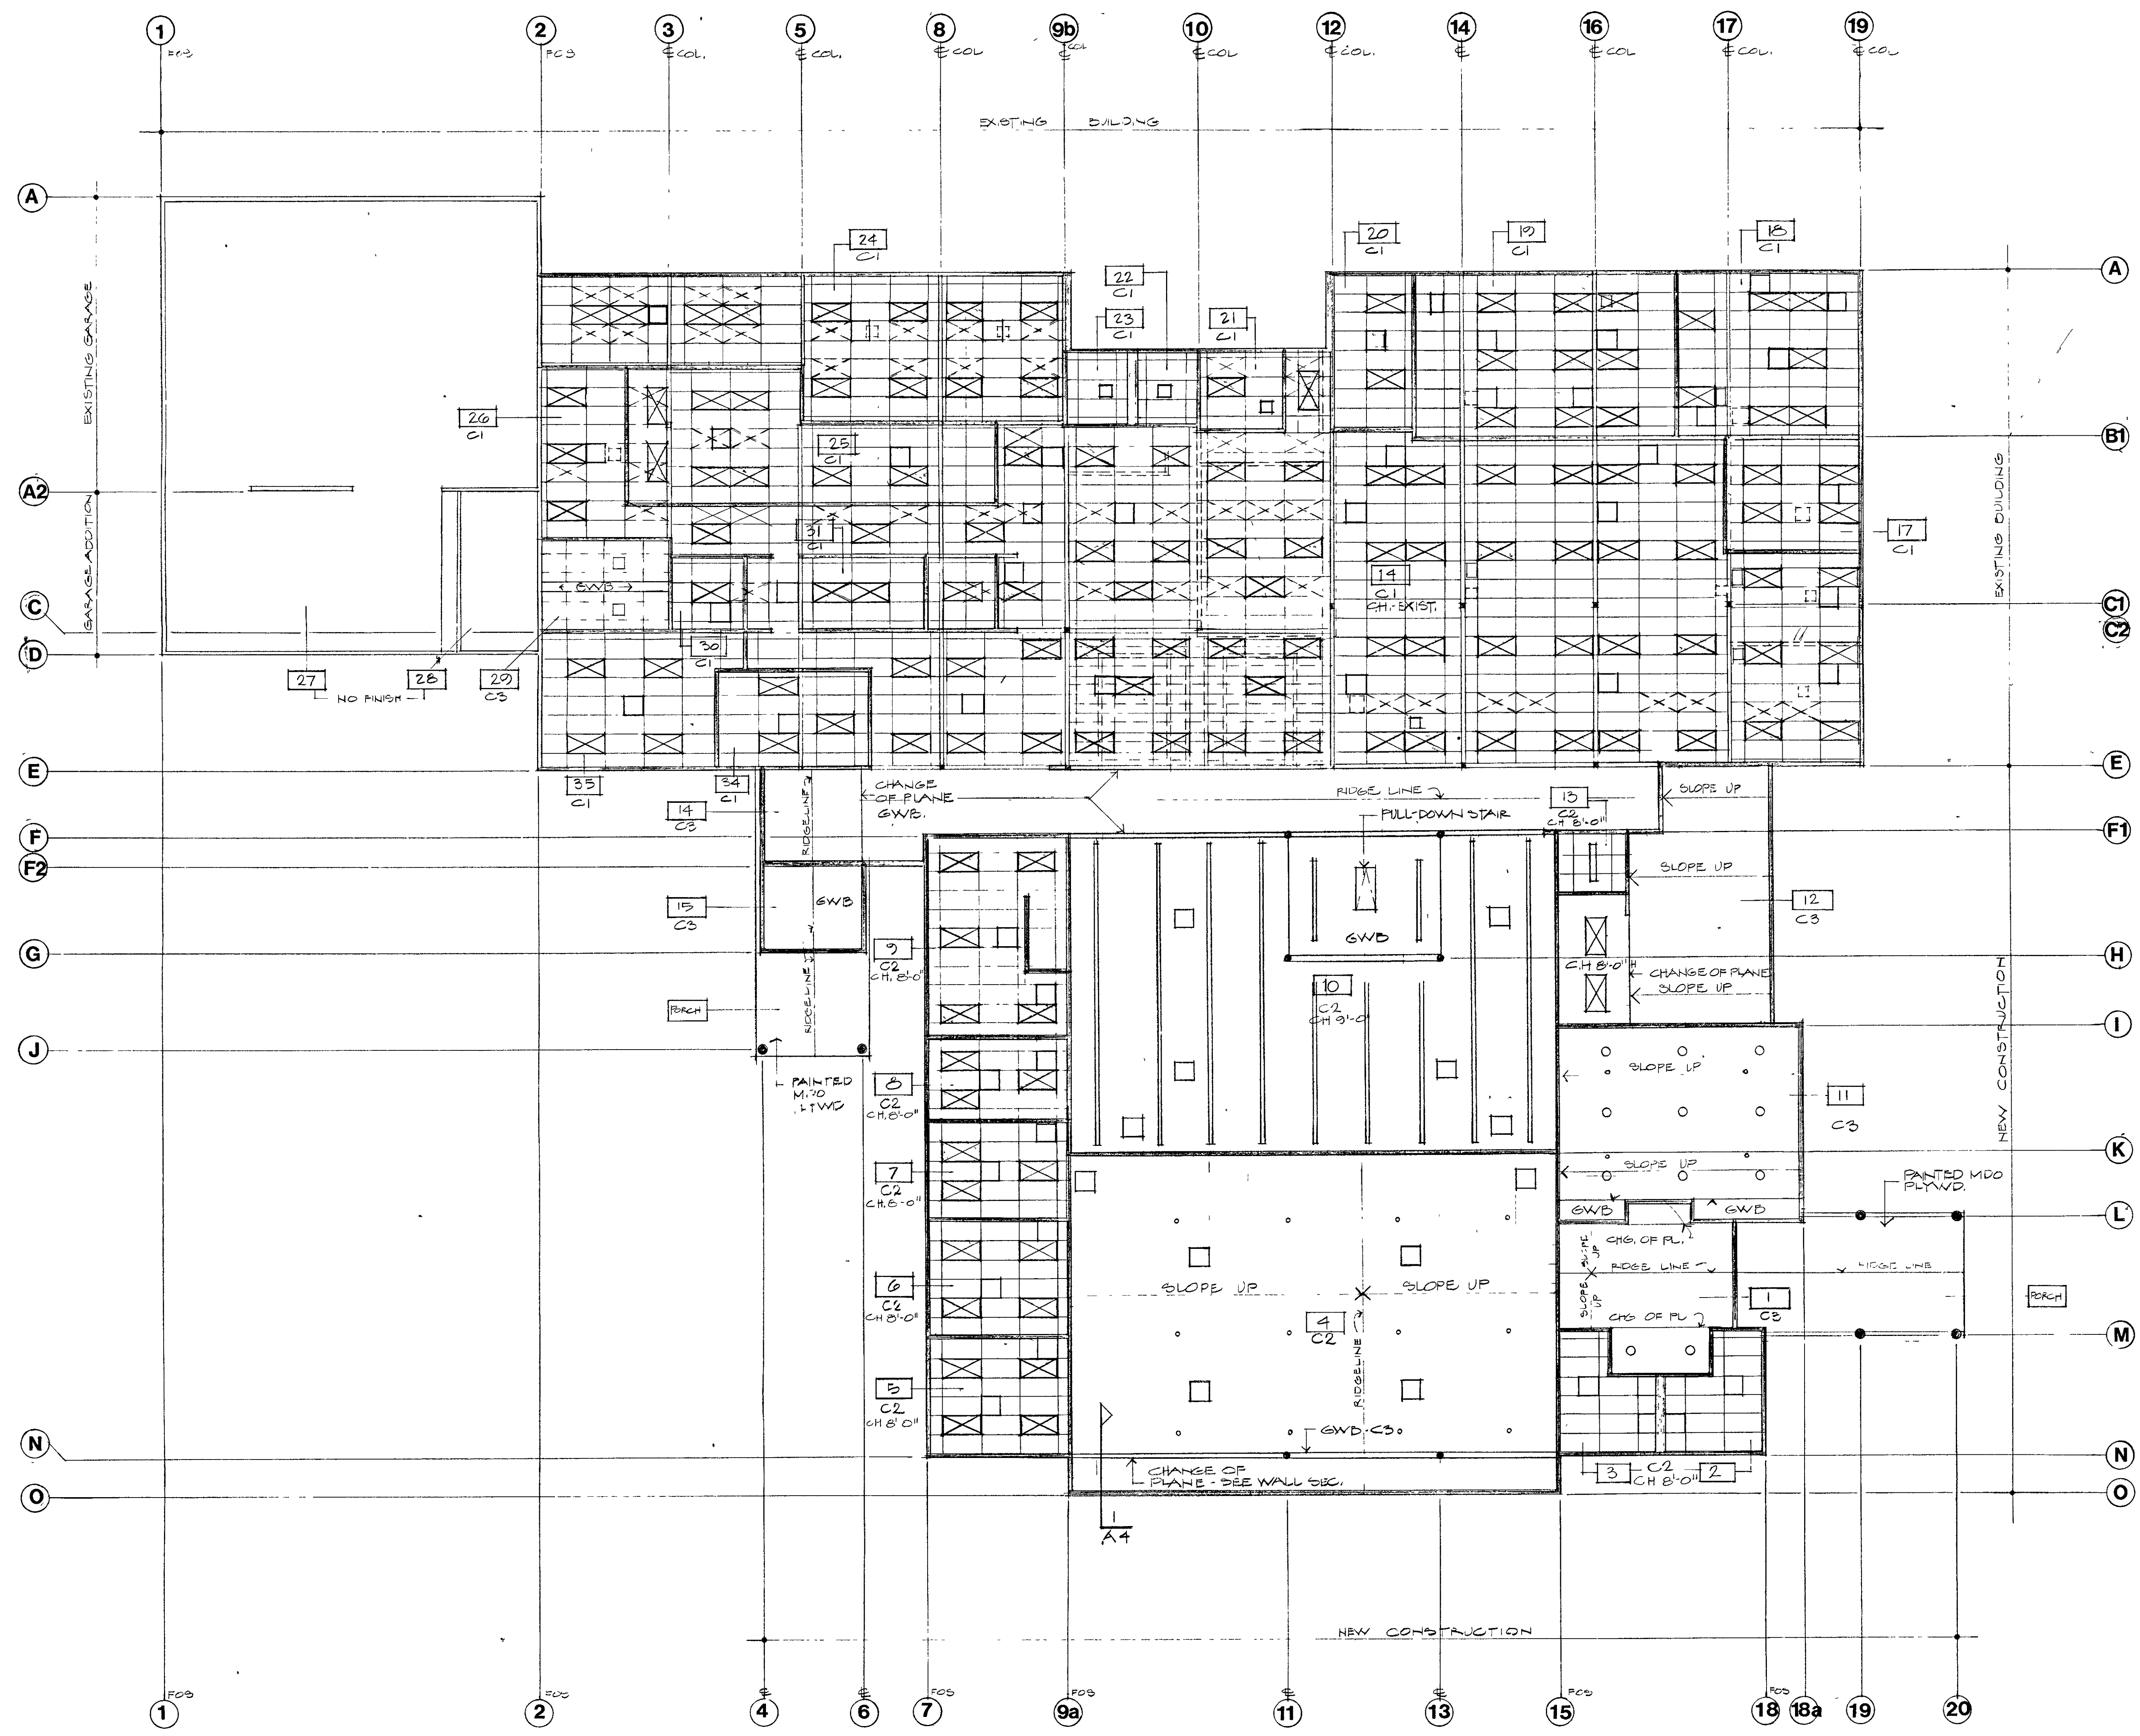 1 2 3 5 8 9b 10 12 14 16 17 19
FOS FOS ℄ COL. ℄ COL. ℄ COL ℄ COL ℄ COL ℄ COL. ℄ ℄ COL ℄ COL. ℄ COL
EXISTING BUILDING
A
A
EXISTING GARAGE
24
C1
20
C1
19
C1
18
C1
22
C1
23
C1
21
C1
B1
26
C1
25
C1
A2
GARAGE ADDITION
EXISTING BUILDING
31
C1
17
C1
14
C1
C.H.-EXIST.
GWB
C
C1
C2
D
30
C1
27
28
29
C3
NO FINISH
E
E
35
C1
34
C1
CHANGE
OF PLANE
GWB.
RIDGELINE
RIDGE LINE
13
C2
CH 8'-0"
SLOPE UP
14
C3
PULL-DOWN STAIR
F
F1
F2
SLOPE UP
15
C3
GWB
12
C3
GWB
9
C2
CH. 8'-0"
G
H
C.H 8'-0"
CHANGE OF PLANE
SLOPE UP
10
C2
CH 9'-0"
RIDGELINE
PORCH
NEW CONSTRUCTION
I
J
PAINTED
MDO
8
C2
CH. 8'-0"
SLOPE UP
11
C3
K
7
C2
CH. 8'-0"
SLOPE UP
PAINTED MDO
PLYWD.
GWB
GWB
L
CHG. OF PL.
SLOPE UP
RIDGE LINE
RIDGE LINE
6
C2
CH 8'-0"
SLOPE UP
SLOPE UP
SLOPE UP
1
C3
PORCH
4
C2
CHG OF PL
M
RIDGELINE
5
C2
CH 8'0"
GWB-C3
N
N
CHANGE OF
PLANE - SEE WALL SEC.
3 C2 2
CH 8'-0"
O
O
1
A4
NEW CONSTRUCTION
FOS FOS ℄ ℄ FOS FOS ℄ ℄ FOS FOS
1 2 4 6 7 9a 11 13 15 18 18a 19 20